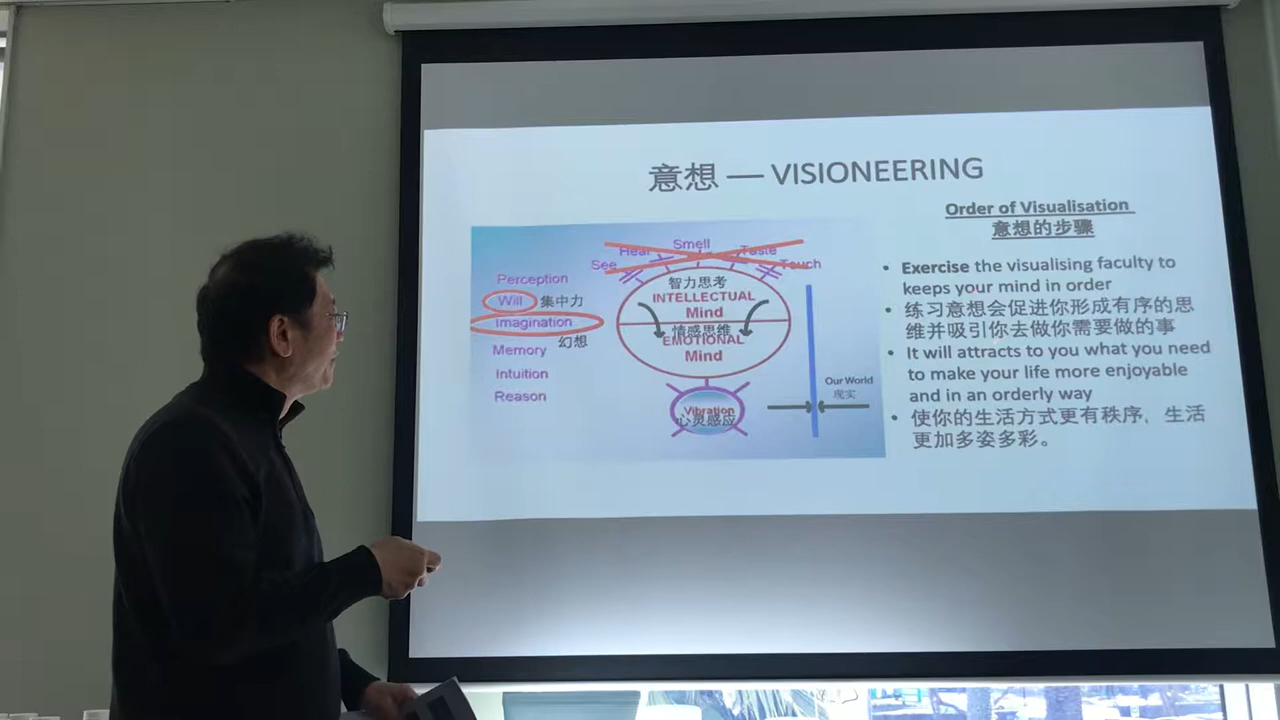 意想 — VISIONEERING
Order of Visualisation
意想的步骤
Smell
Hear
Taste
See
Touch
Perception
Will 集中力
Imagination
幻想
Memory
Intuition
Reason
智力思考
INTELLECTUAL
Mind
情感思维
EMOTIONAL
Mind
Vibration
心灵感应
Our World
现实
• Exercise the visualising faculty to
keeps your mind in order
• 练习意想会促进你形成有序的思
维并吸引你去做你需要做的事
• It will attracts to you what you need
to make your life more enjoyable
and in an orderly way
• 使你的生活方式更有秩序、生活
更加多姿多彩。